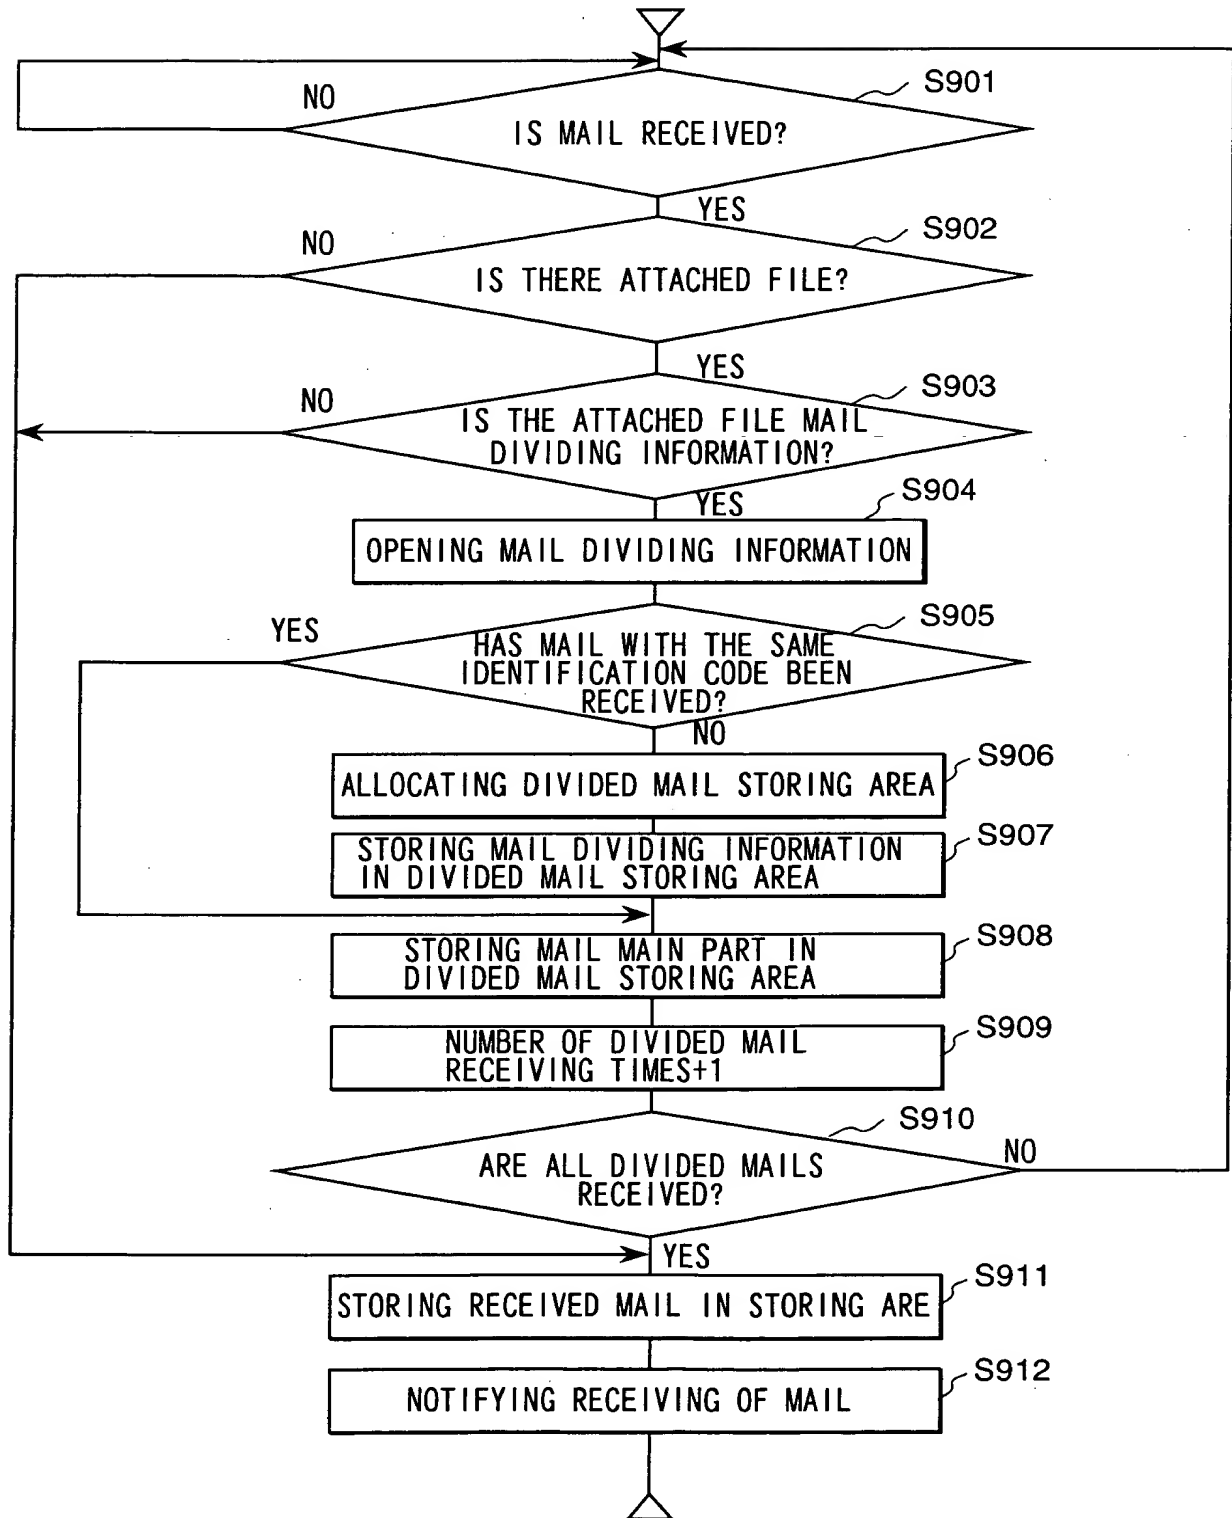 S901
NO
IS MAIL RECEIVED?
YES
S902
NO
IS THERE ATTACHED FILE?
YES
S903
NO
IS THE ATTACHED FILE MAIL
DIVIDING INFORMATION?
YES
S904
OPENING MAIL DIVIDING INFORMATION
S905
YES
HAS MAIL WITH THE SAME
IDENTIFICATION CODE BEEN
RECEIVED?
NO
S906
ALLOCATING DIVIDED MAIL STORING AREA
S907
STORING MAIL DIVIDING INFORMATION
IN DIVIDED MAIL STORING AREA
S908
STORING MAIL MAIN PART IN
DIVIDED MAIL STORING AREA
S909
NUMBER OF DIVIDED MAIL
RECEIVING TIMES+1
S910
NO
ARE ALL DIVIDED MAILS
RECEIVED?
YES
S911
STORING RECEIVED MAIL IN STORING ARE
S912
NOTIFYING RECEIVING OF MAIL